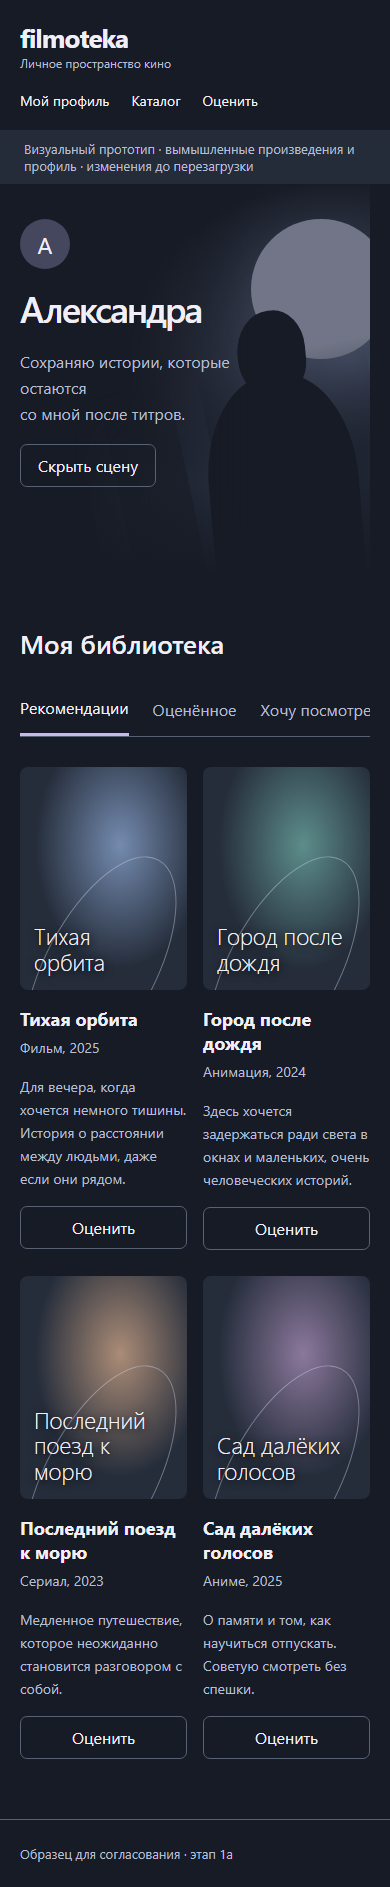 filmoteka
Личное пространство кино
Мой профиль Каталог Оценить
Визуальный прототип · вымышленные произведения и
профиль · изменения до перезагрузки
А
Александра
Сохраняю истории, которые
остаются
со мной после титров.
Скрыть сцену
Моя библиотека
Рекомендации Оценённое Хочу посмотре
Тихая
орбита
Тихая орбита
Фильм, 2025
Для вечера, когда
хочется немного тишины.
История о расстоянии
между людьми, даже
если они рядом.
Оценить
Город после
дождя
Город после
дождя
Анимация, 2024
Здесь хочется
задержаться ради света в
окнах и маленьких, очень
человеческих историй.
Оценить
Последний
поезд к
морю
Последний поезд
к морю
Сериал, 2023
Медленное путешествие,
которое неожиданно
становится разговором с
собой.
Оценить
Сад далёких
голосов
Сад далёких
голосов
Аниме, 2025
О памяти и том, как
научиться отпускать.
Советую смотреть без
спешки.
Оценить
Образец для согласования · этап 1a